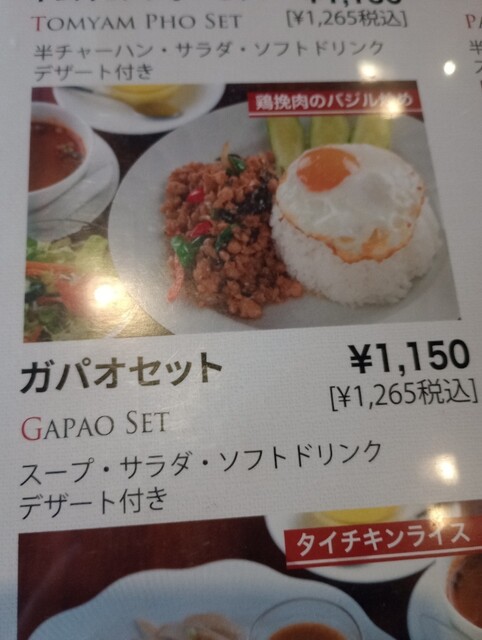 TOMYAM PHO SET
[¥1,265税込]
半チャーハン・サラダ・ソフトドリンク
デザート付き
鶏挽肉のバジル炒め
ガパオセット
¥1,150
GAPAO SET
[¥1,265税込]
スープ・サラダ・ソフトドリンク
デザート付き
タイチキンライス